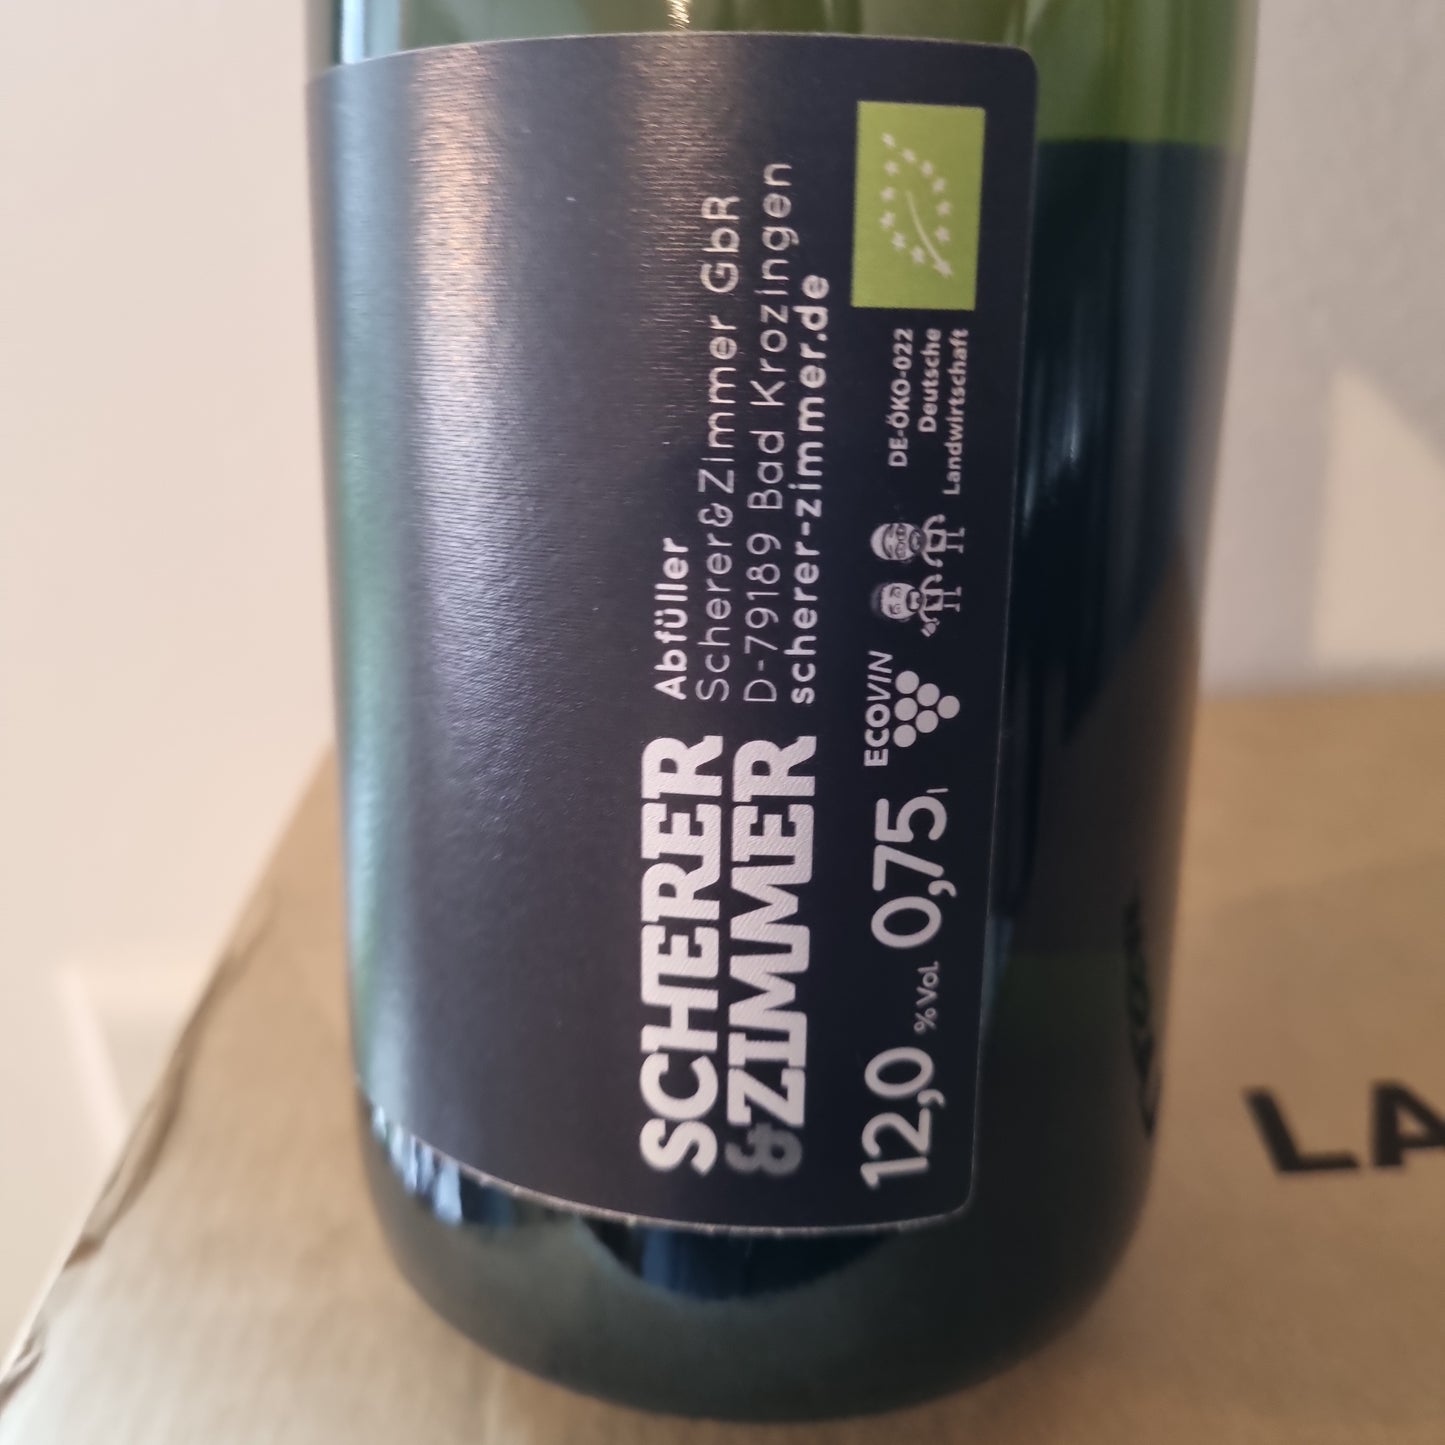 SCHERER
&ZIMMER
Abfüller
Scherer&Zimmer GbR
D-79189 Bad Krozingen
scherer-zimmer.de
12,0 %Vol. 0,75 l
ECOVIN
DE-ÖKO-022
Deutsche
Landwirtschaft
LA